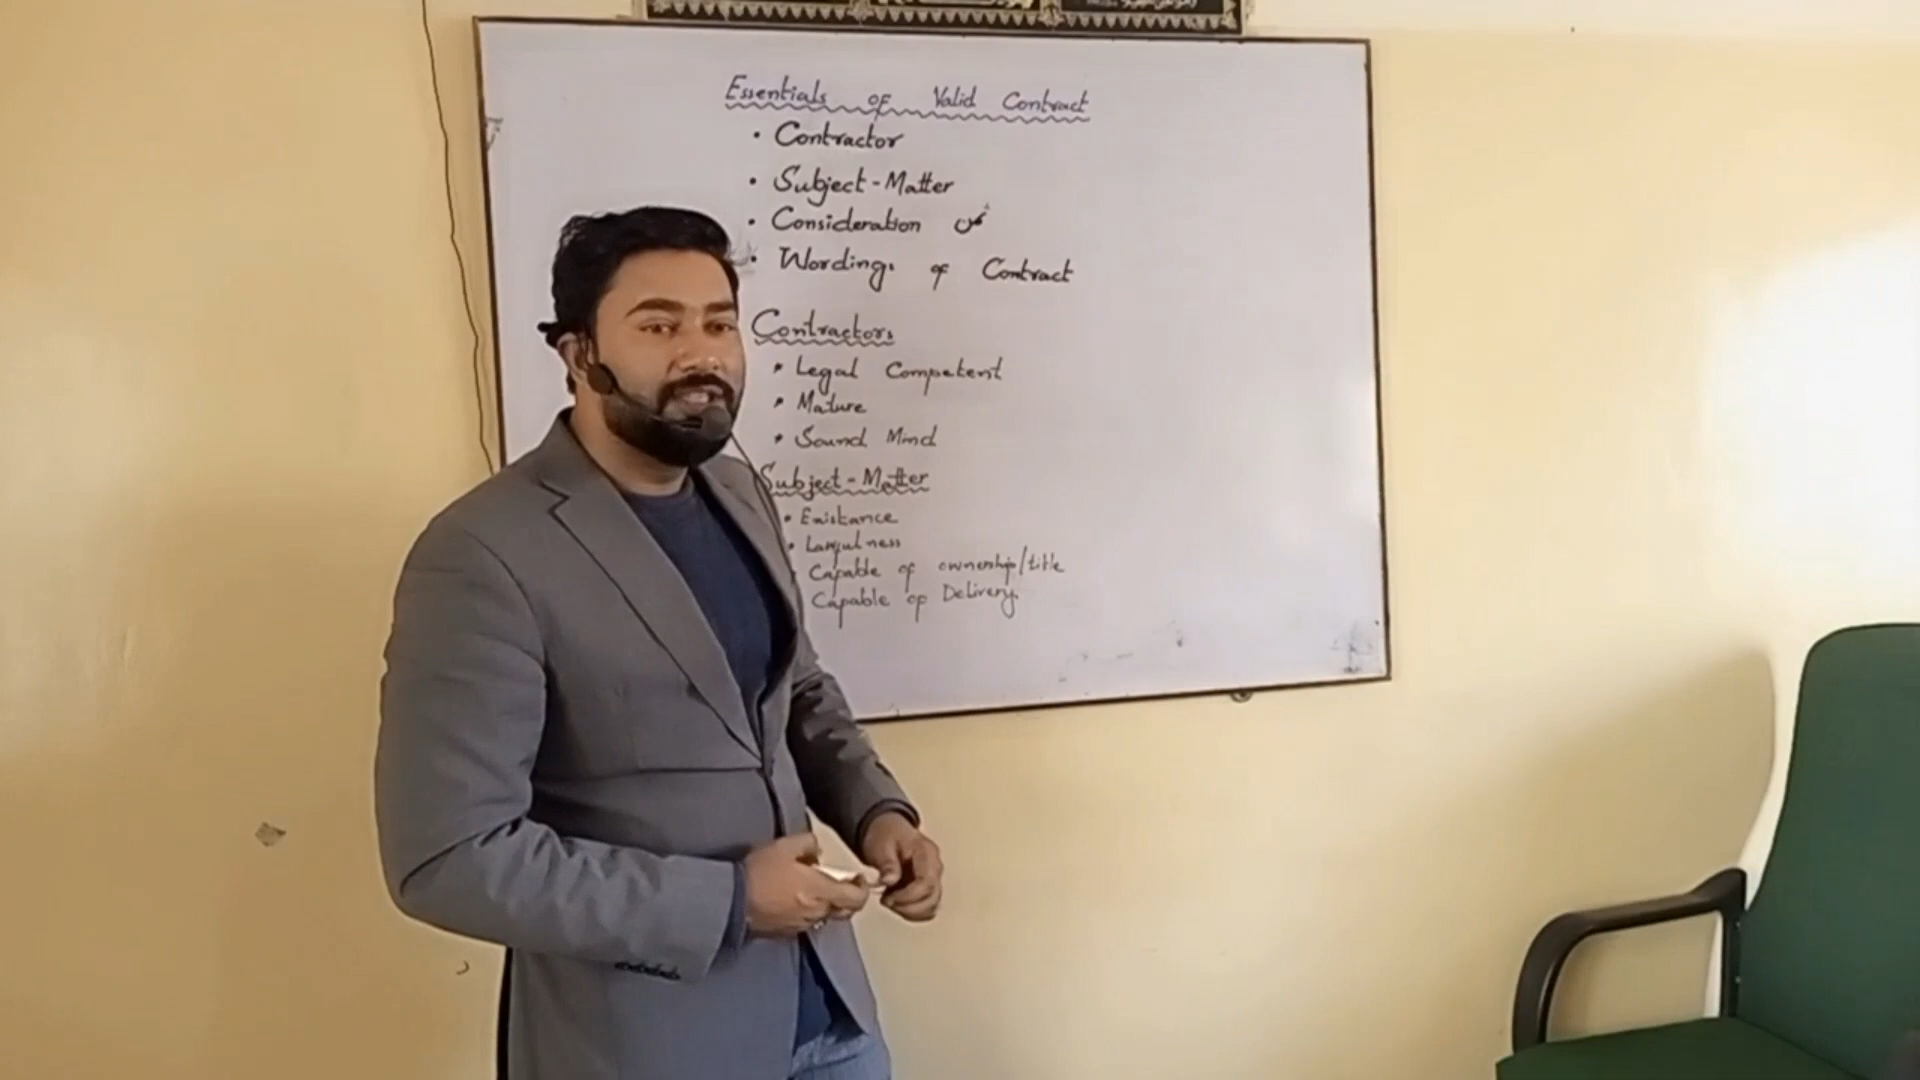 Essentials of Valid Contract
• Contractor
• Subject-Matter
• Consideration ثمن
• Wordings of Contract
Contractors
* Legal Competent
* Mature
* Sound Mind
Subject-Matter
• Existance
• Lawfulness
• Capable of ownership/title
Capable of Delivery